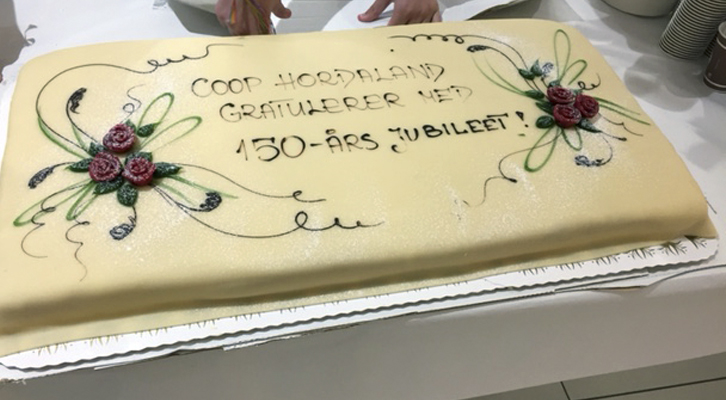 COOP HORDALAND
GRATULERER MED
150-ÅRS JUBILEET!